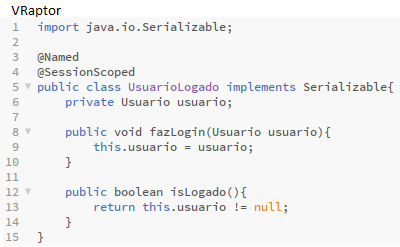 VRaptor
1 import java.io.Serializable;
2
3 @Named
4 @SessionScoped
5 public class UsuarioLogado implements Serializable{
6     private Usuario usuario;
7
8     public void fazLogin(Usuario usuario){
9         this.usuario = usuario;
10     }
11
12     public boolean isLogado(){
13         return this.usuario != null;
14     }
15 }